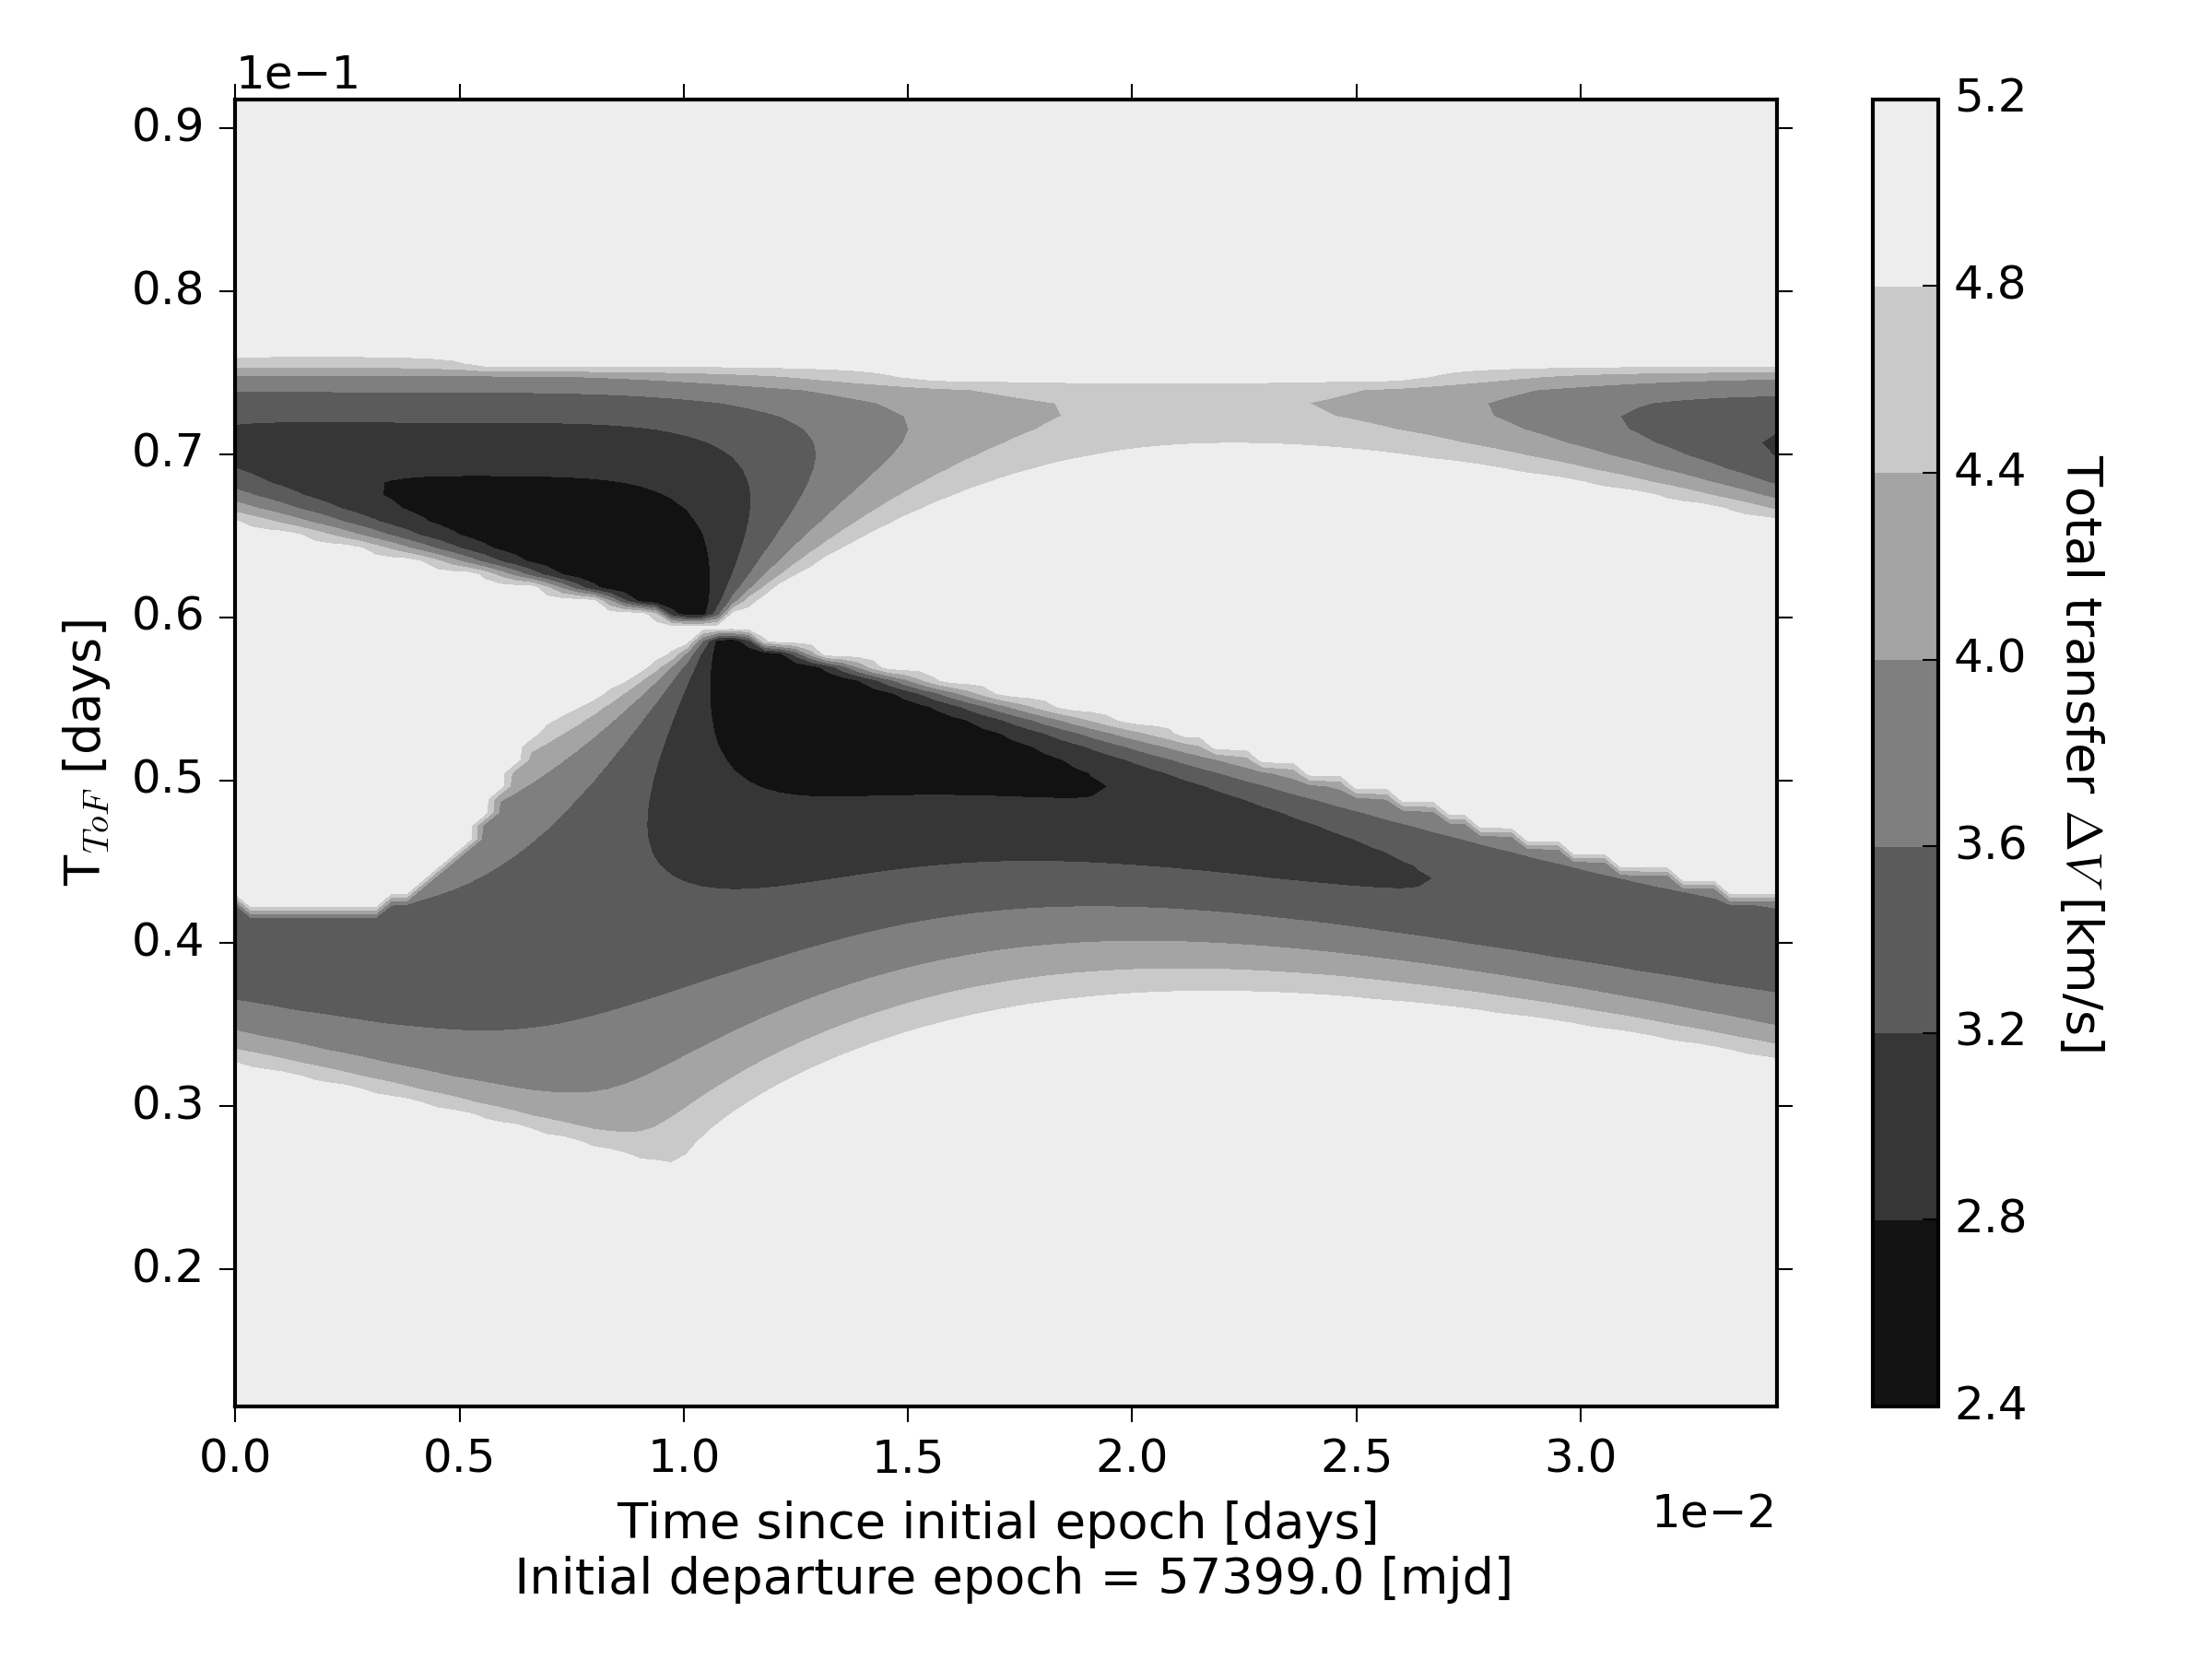 1e−1
0.9
0.8
0.7
0.6
0.5
0.4
0.3
0.2
T_ToF [days]
0.0 0.5 1.0 1.5 2.0 2.5 3.0
1e−2
Time since initial epoch [days]
Initial departure epoch = 57399.0 [mjd]
5.2
4.8
4.4
4.0
3.6
3.2
2.8
2.4
Total transfer ΔV [km/s]